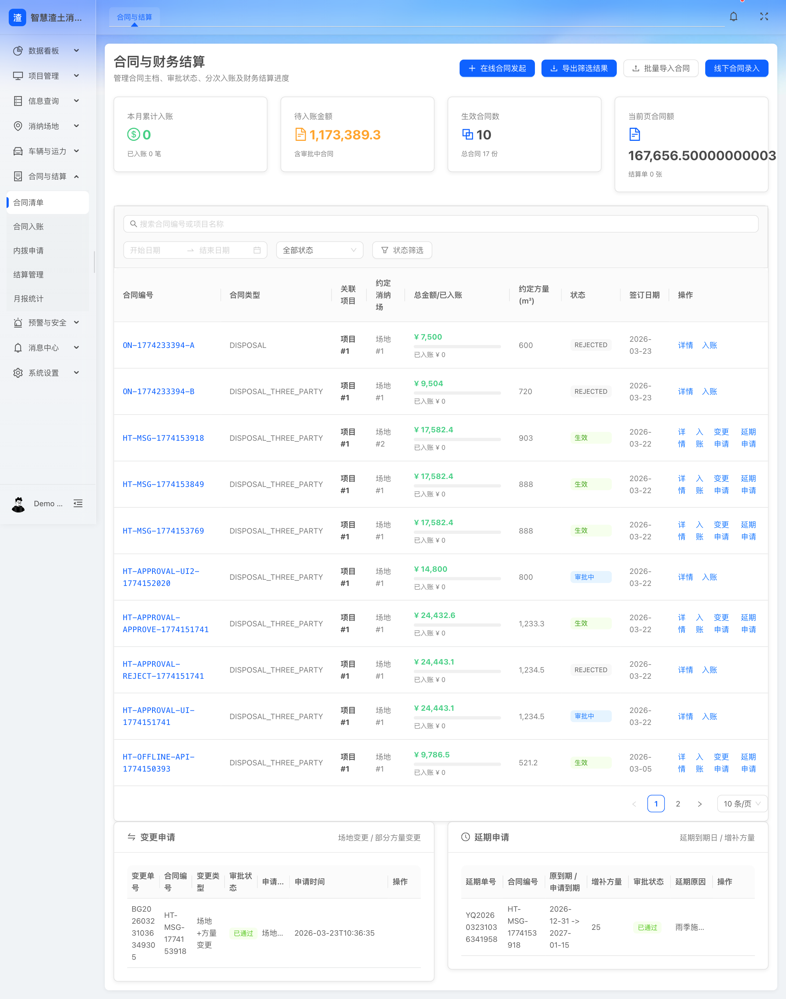 渣 智慧渣土消...
合同与结算
数据看板
项目管理
信息查询
消纳场地
车辆与运力
合同与结算
合同清单
合同入账
内拨申请
结算管理
月报统计
预警与安全
消息中心
系统设置
Demo ...
合同与财务结算
管理合同主档、审批状态、分次入账及财务结算进度
在线合同发起
导出筛选结果
批量导入合同
线下合同录入
本月累计入账
0
已入账 0 笔
待入账金额
1,173,389.3
含审批中合同
生效合同数
10
总合同 17 份
当前页合同额
167,656.50000000003
结算单 0 张
搜索合同编号或项目名称
开始日期 结束日期 全部状态 状态筛选
合同编号 合同类型 关联项目 约定消纳场 总金额/已入账 约定方量(m³) 状态 签订日期 操作
ON-1774233394-A DISPOSAL 项目#1 场地#1 ¥ 7,500 已入账 ¥ 0 600 REJECTED 2026-03-23 详情 入账
ON-1774233394-B DISPOSAL_THREE_PARTY 项目#1 场地#1 ¥ 9,504 已入账 ¥ 0 720 REJECTED 2026-03-23 详情 入账
HT-MSG-1774153918 DISPOSAL_THREE_PARTY 项目#1 场地#2 ¥ 17,582.4 已入账 ¥ 0 903 生效 2026-03-22 详情 入账 变更申请 延期申请
HT-MSG-1774153849 DISPOSAL_THREE_PARTY 项目#1 场地#1 ¥ 17,582.4 已入账 ¥ 0 888 生效 2026-03-22 详情 入账 变更申请 延期申请
HT-MSG-1774153769 DISPOSAL_THREE_PARTY 项目#1 场地#1 ¥ 17,582.4 已入账 ¥ 0 888 生效 2026-03-22 详情 入账 变更申请 延期申请
HT-APPROVAL-UI2-1774152020 DISPOSAL_THREE_PARTY 项目#1 场地#1 ¥ 14,800 已入账 ¥ 0 800 审批中 2026-03-22 详情 入账
HT-APPROVAL-APPROVE-1774151741 DISPOSAL_THREE_PARTY 项目#1 场地#1 ¥ 24,432.6 已入账 ¥ 0 1,233.3 生效 2026-03-22 详情 入账 变更申请 延期申请
HT-APPROVAL-REJECT-1774151741 DISPOSAL_THREE_PARTY 项目#1 场地#1 ¥ 24,443.1 已入账 ¥ 0 1,234.5 REJECTED 2026-03-22 详情 入账
HT-APPROVAL-UI-1774151741 DISPOSAL_THREE_PARTY 项目#1 场地#1 ¥ 24,443.1 已入账 ¥ 0 1,234.5 审批中 2026-03-22 详情 入账
HT-OFFLINE-API-1774150393 DISPOSAL_THREE_PARTY 项目#1 场地#1 ¥ 9,786.5 已入账 ¥ 0 521.2 生效 2026-03-05 详情 入账 变更申请 延期申请
1 2 10 条/页
变更申请 场地变更 / 部分方量变更
变更单号 合同编号 变更类型 审批状态 申请... 申请时间 操作
BG202603231036349305 HT-MSG-1774153918 场地+方量变更 已通过 场地... 2026-03-23T10:36:35
延期申请 延期到期日 / 增补方量
延期单号 合同编号 原到期 / 申请到期 增补方量 审批状态 延期原因 操作
YQ202603231036341958 HT-MSG-1774153918 2026-12-31 -> 2027-01-15 25 已通过 雨季施...